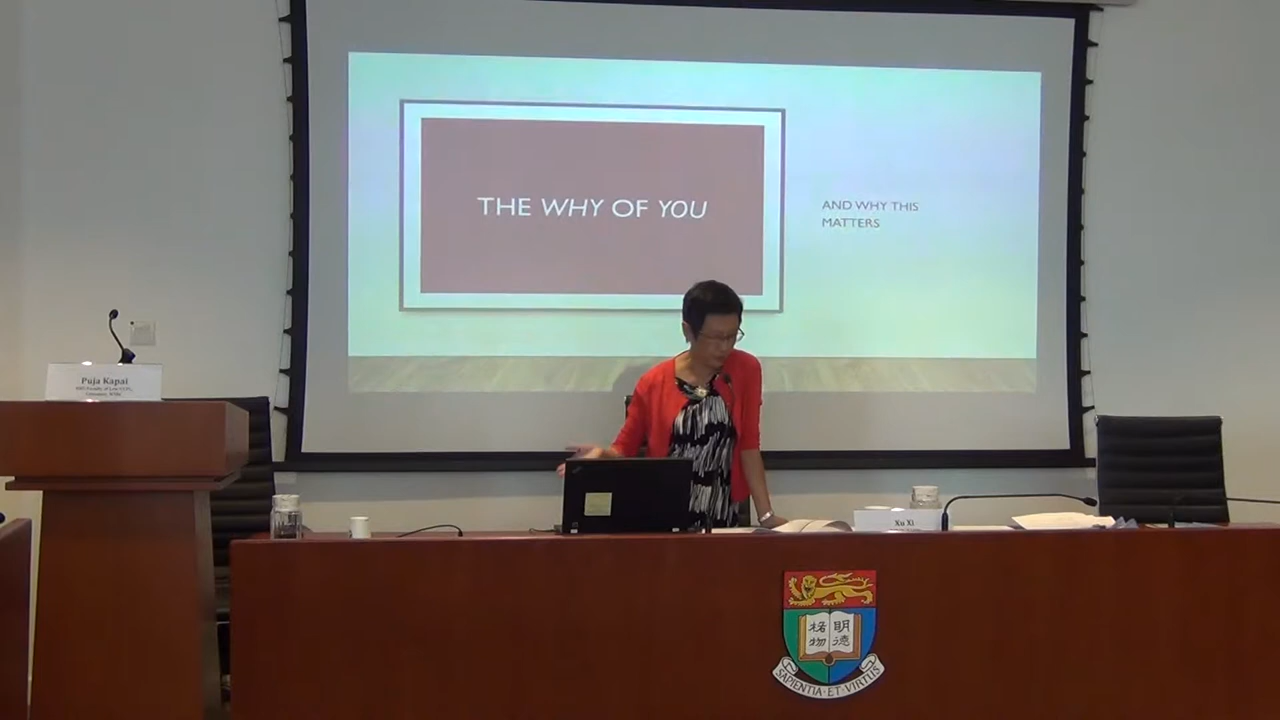 THE WHY OF YOU
AND WHY THIS
MATTERS
Puja Kapai
Xu Xi
明德
格物
SAPIENTIA·ET·VIRTUS